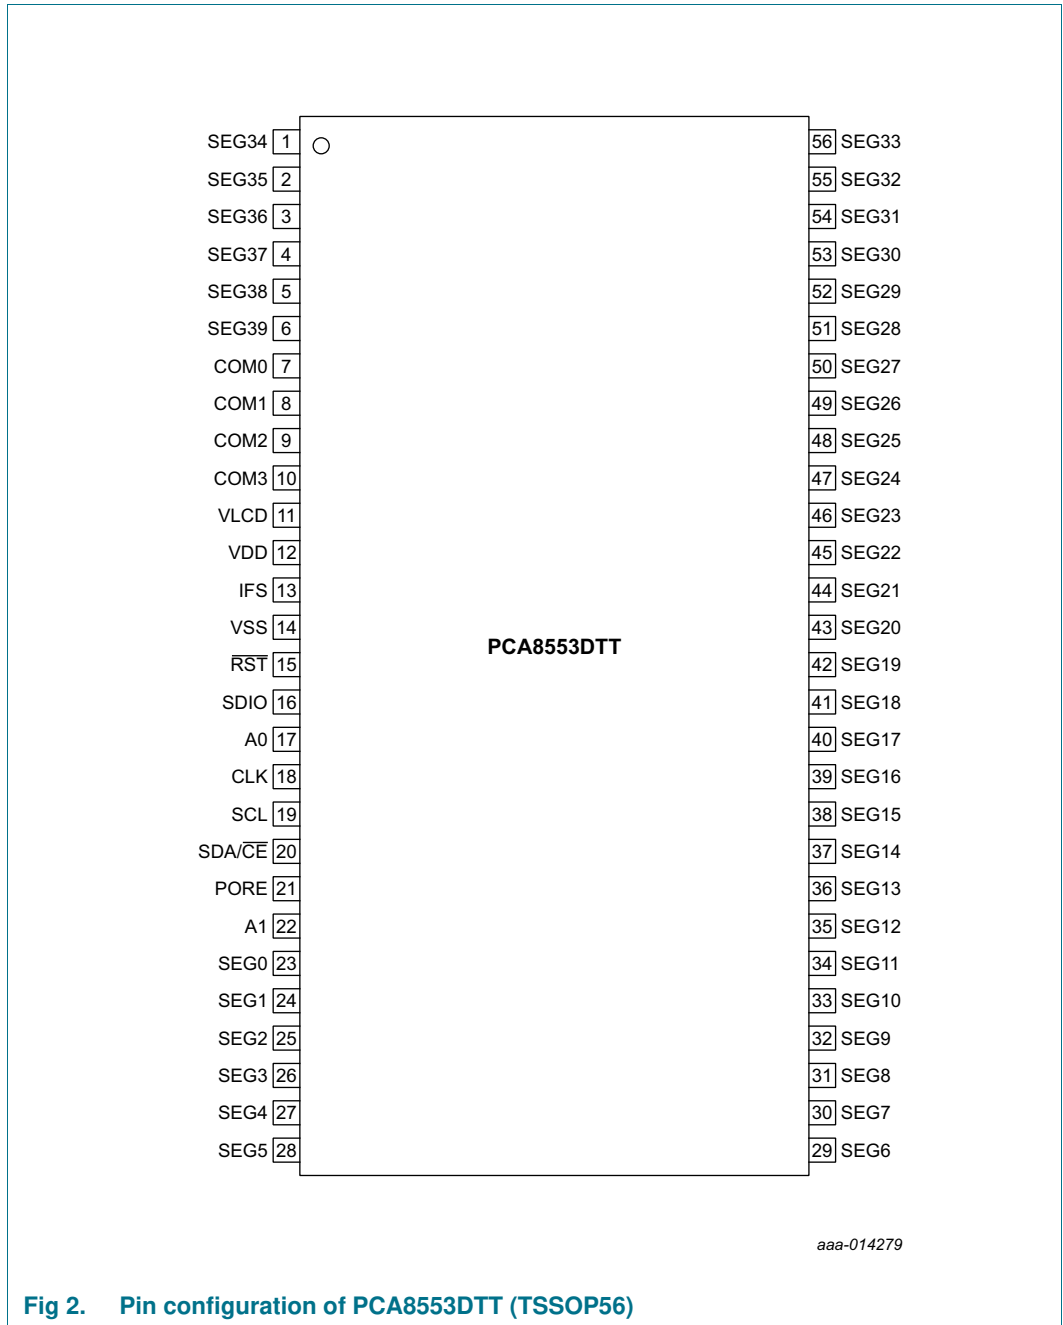 SEG34 1 56 SEG33
SEG35 2 55 SEG32
SEG36 3 54 SEG31
SEG37 4 53 SEG30
SEG38 5 52 SEG29
SEG39 6 51 SEG28
COM0 7 50 SEG27
COM1 8 49 SEG26
COM2 9 48 SEG25
COM3 10 47 SEG24
VLCD 11 46 SEG23
VDD 12 45 SEG22
IFS 13 44 SEG21
VSS 14 43 SEG20
PCA8553DTT
R̅S̅T̅ 15 42 SEG19
SDIO 16 41 SEG18
A0 17 40 SEG17
CLK 18 39 SEG16
SCL 19 38 SEG15
SDA/C̅E̅ 20 37 SEG14
PORE 21 36 SEG13
A1 22 35 SEG12
SEG0 23 34 SEG11
SEG1 24 33 SEG10
SEG2 25 32 SEG9
SEG3 26 31 SEG8
SEG4 27 30 SEG7
SEG5 28 29 SEG6
aaa-014279
Fig 2. Pin configuration of PCA8553DTT (TSSOP56)